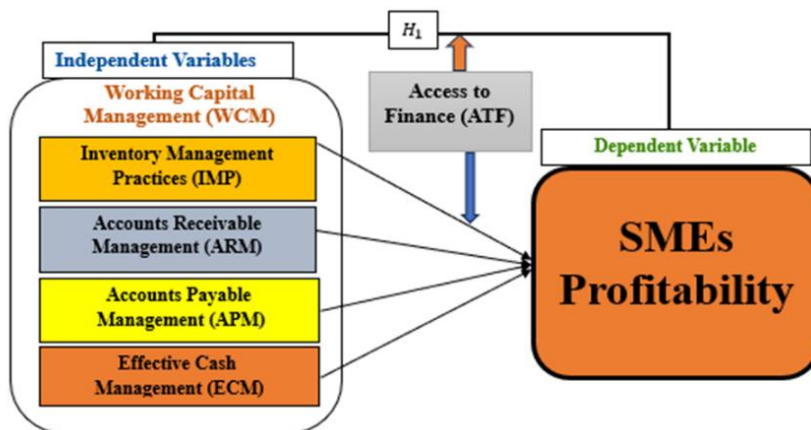 H₁
Independent Variables
Working Capital
Management (WCM)
Inventory Management
Practices (IMP)
Accounts Receivable
Management (ARM)
Accounts Payable
Management (APM)
Effective Cash
Management (ECM)
Access to
Finance (ATF)
Dependent Variable
SMEs
Profitability